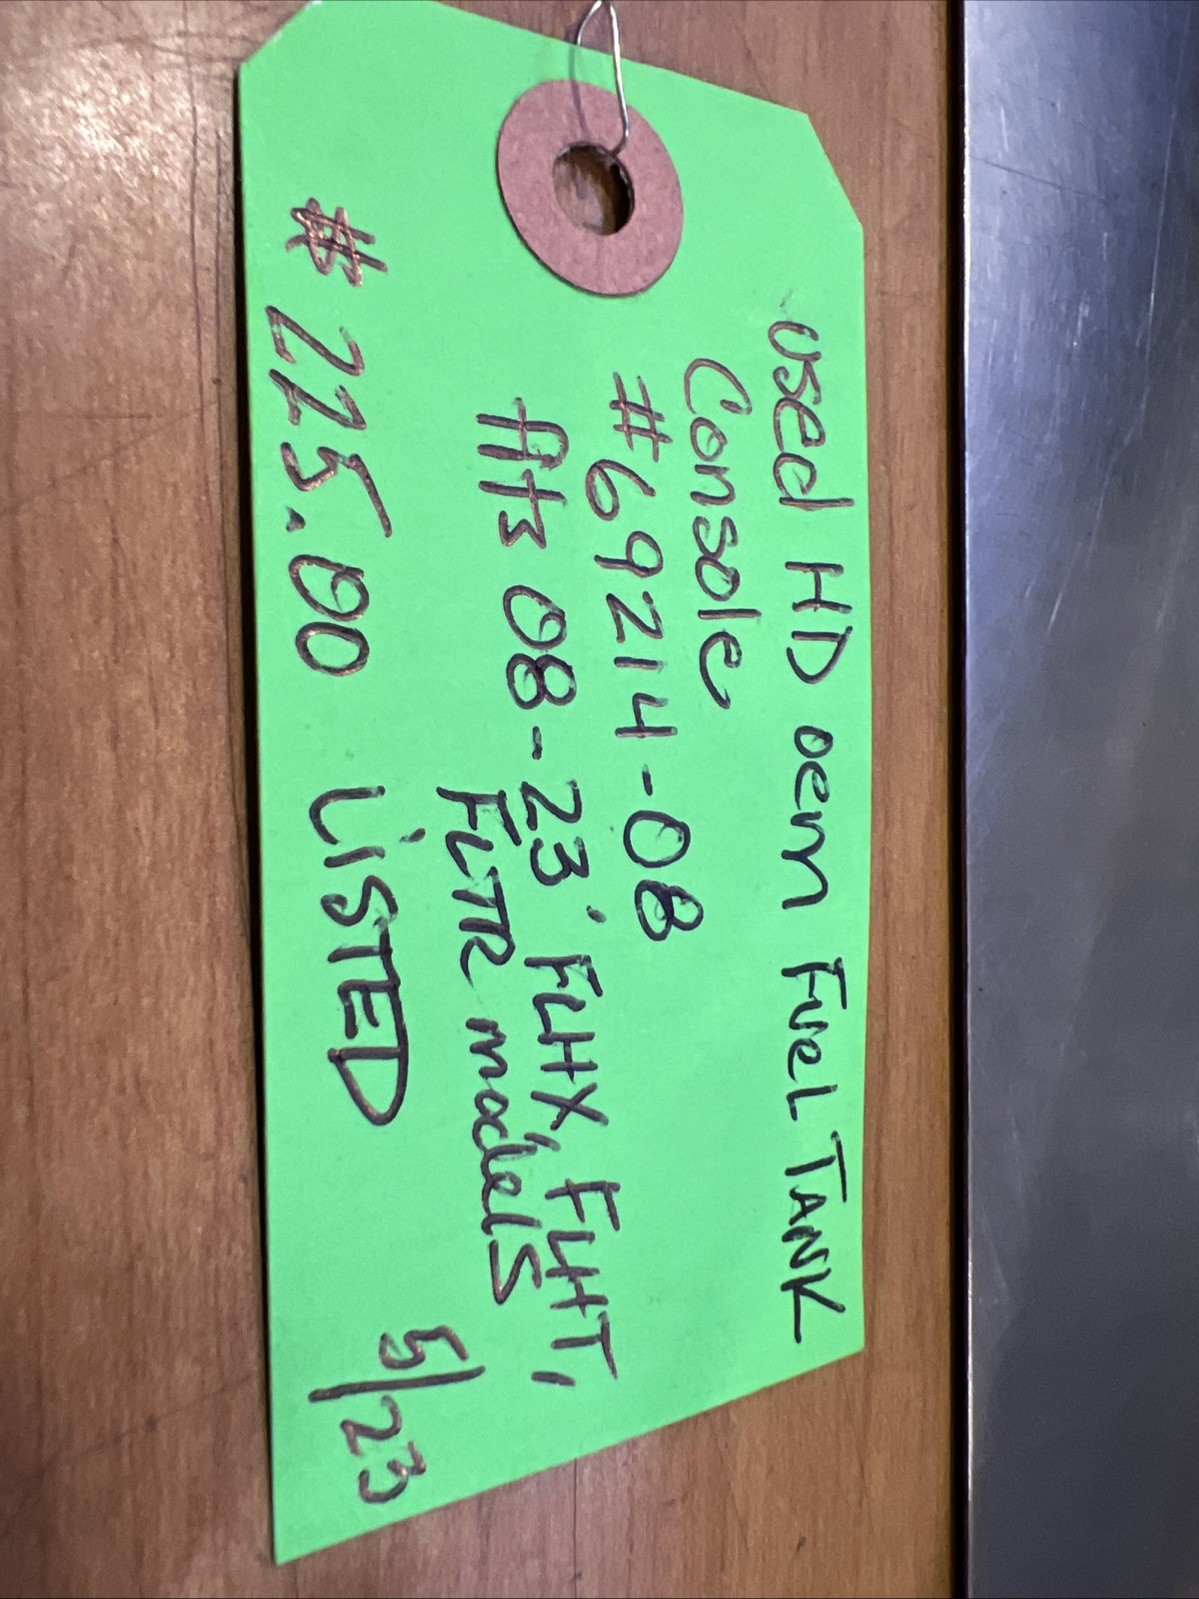 used HD oem Fuel TANK
Console
#69214-08
fits 08-23' FLHX, FLHT,
FLTR models
# 225.00 LISTED 5/23